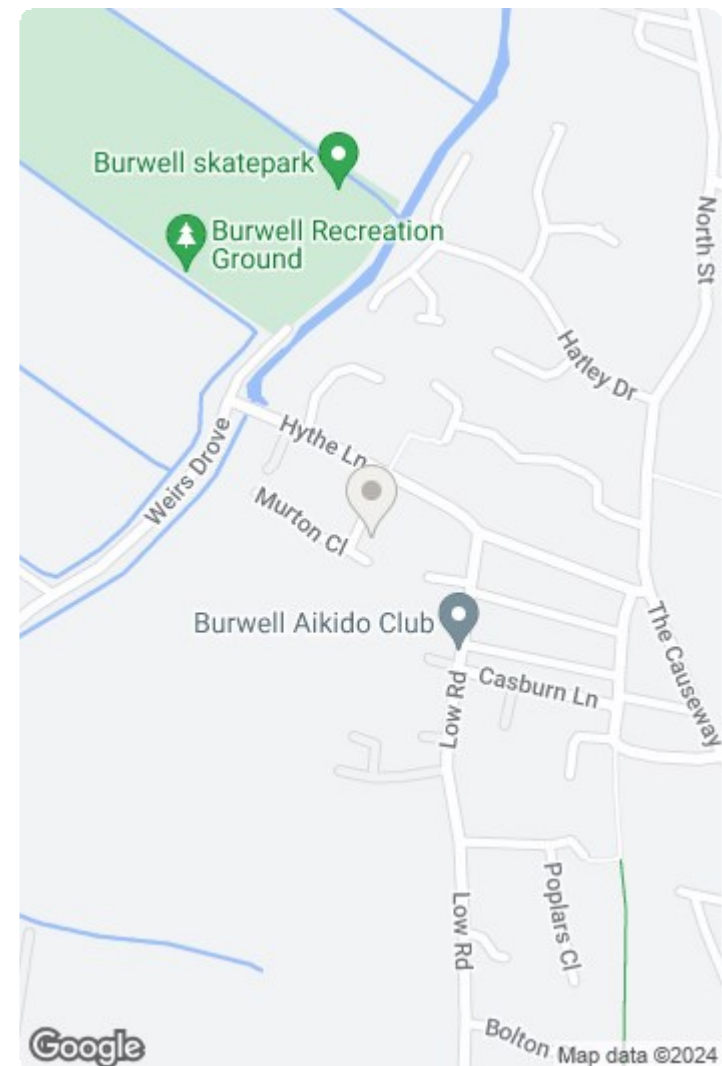 Burwell skatepark
Burwell Recreation
Ground
North St
Hatley Dr
Hythe Ln
Weirs Drove
Murton Cl
Burwell Aikido Club
The Causeway
Casburn Ln
Low Rd
Poplars Cl
Low Rd
Bolton
Google
Map data ©2024